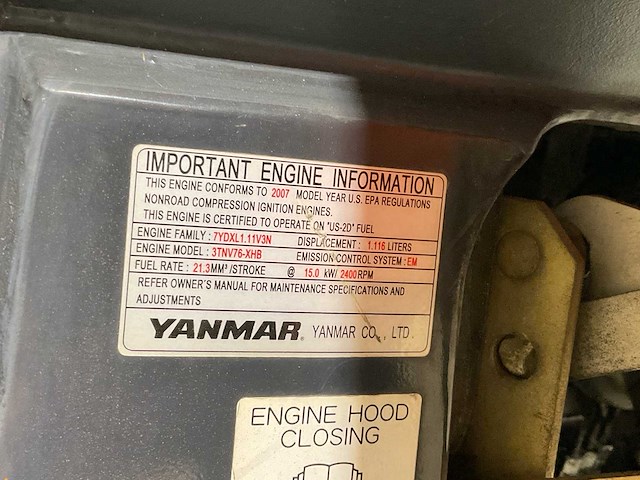 IMPORTANT ENGINE INFORMATION
THIS ENGINE CONFORMS TO 2007 MODEL YEAR U.S. EPA REGULATIONS
NONROAD COMPRESSION IGNITION ENGINES.
THIS ENGINE IS CERTIFIED TO OPERATE ON "US-2D" FUEL
ENGINE FAMILY : 7YDXL1.11V3N DISPLACEMENT : 1.116 LITERS
ENGINE MODEL : 3TNV76-XHB EMISSION CONTROL SYSTEM : EM
FUEL RATE : 21.3MM³ /STROKE @ 15.0 kW/ 2400 RPM
REFER OWNER'S MANUAL FOR MAINTENANCE SPECIFICATIONS AND
ADJUSTMENTS
YANMAR® YANMAR CO., LTD.
ENGINE HOOD
CLOSING